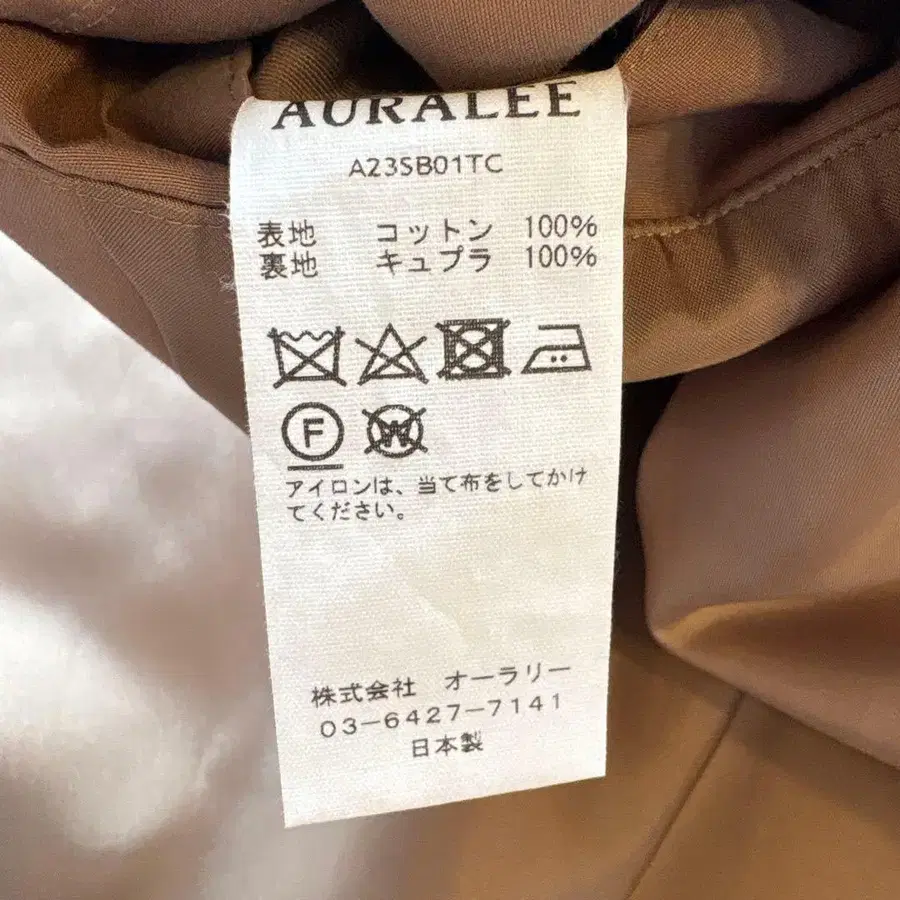 AURALEE
A23SB01TC
表地 コットン 100%
裏地 キュプラ 100%
F W
アイロンは、当て布をしてかけ
てください。
株式会社 オーラリー
03-6427-7141
日本製